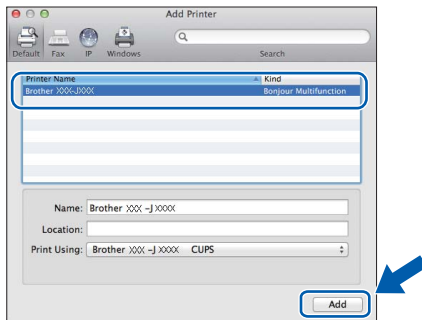 Add Printer
Default Fax IP Windows Search
Printer Name Kind
Brother XXX-JXXX Bonjour Multifunction
Name: Brother XXX -J XXXX
Location:
Print Using: Brother XXX -J XXXX CUPS
Add